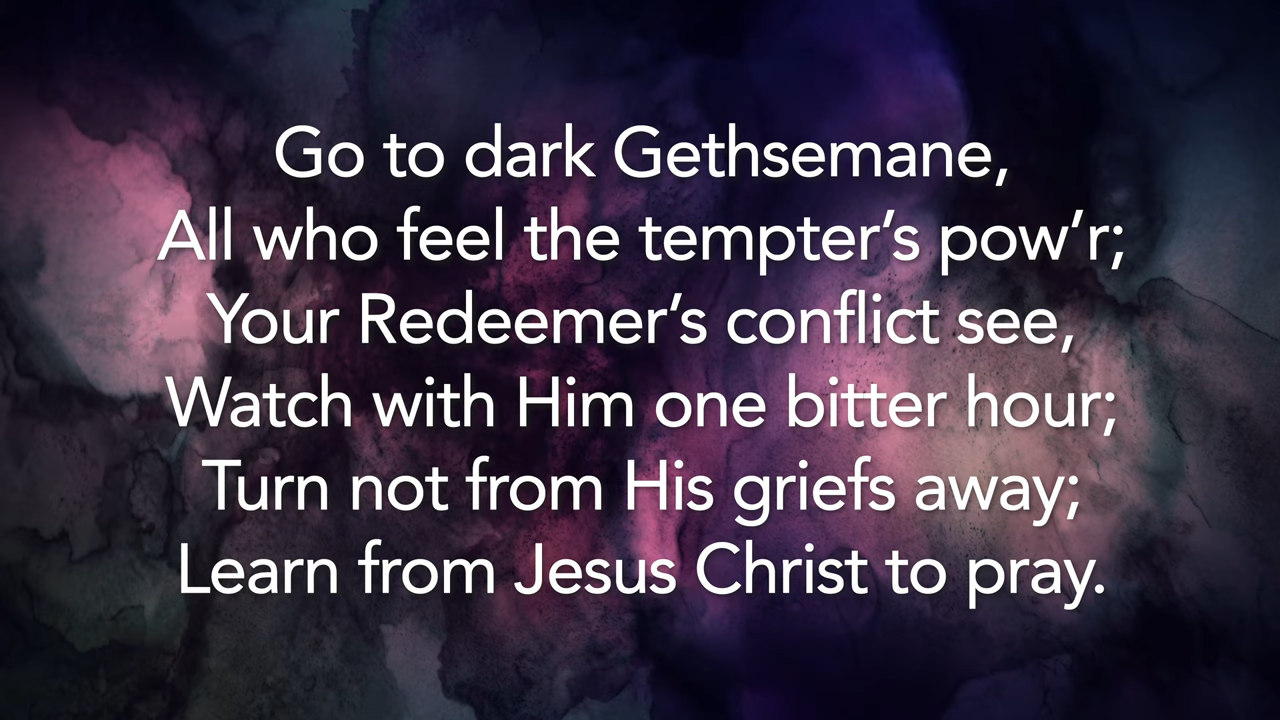 Go to dark Gethsemane,
All who feel the tempter’s pow’r;
Your Redeemer’s conflict see,
Watch with Him one bitter hour;
Turn not from His griefs away;
Learn from Jesus Christ to pray.